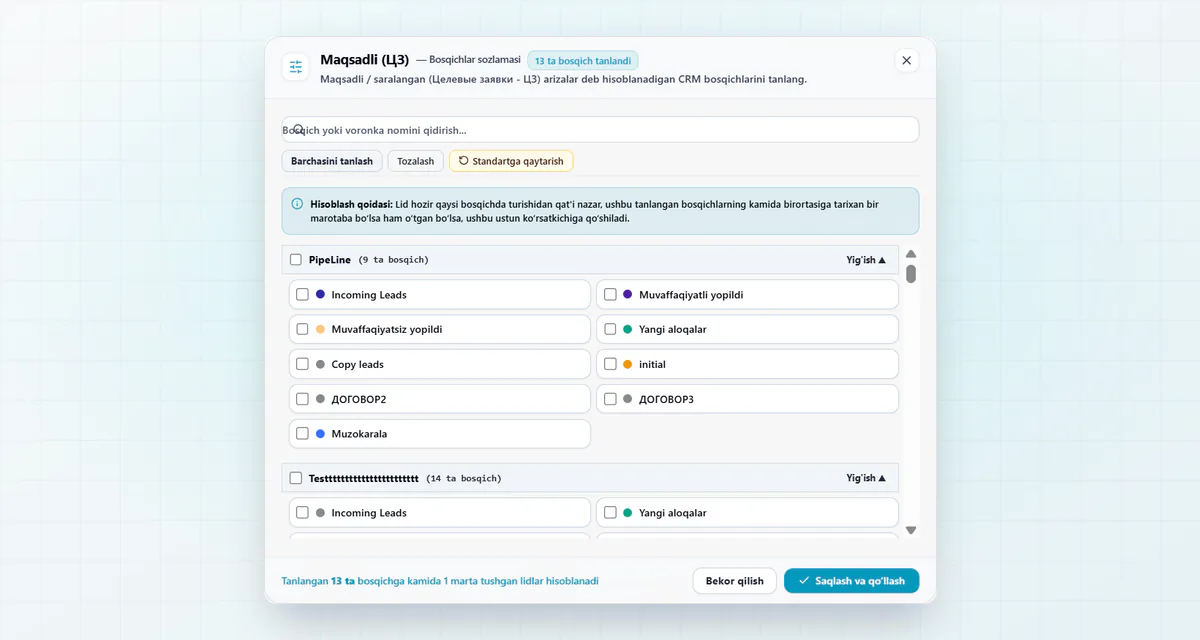 Maqsadli (ЦЗ) — Bosqichlar sozlamasi 13 ta bosqich tanlandi
Maqsadli / saralangan (Целевые заявки - ЦЗ) arizalar deb hisoblanadigan CRM bosqichlarini tanlang.
Bosqich yoki voronka nomini qidirish...
Barchasini tanlash Tozalash Standartga qaytarish
Hisoblash qoidasi: Lid hozir qaysi bosqichda turishidan qat'i nazar, ushbu tanlangan bosqichlarning kamida birortasiga tarixan bir
marotaba bo'lsa ham o'tgan bo'lsa, ushbu ustun ko'rsatkichiga qo'shiladi.
PipeLine (9 ta bosqich) Yig'ish ▲
Incoming Leads Muvaffaqiyatli yopildi
Muvaffaqiyatsiz yopildi Yangi aloqalar
Copy leads initial
ДОГОВОР2 ДОГОВОР3
Muzokarala
Testttttttttttttttttttttttt (14 ta bosqich) Yig'ish ▲
Incoming Leads Yangi aloqalar
Tanlangan 13 ta bosqichga kamida 1 marta tushgan lidlar hisoblanadi
Bekor qilish Saqlash va qo'llash